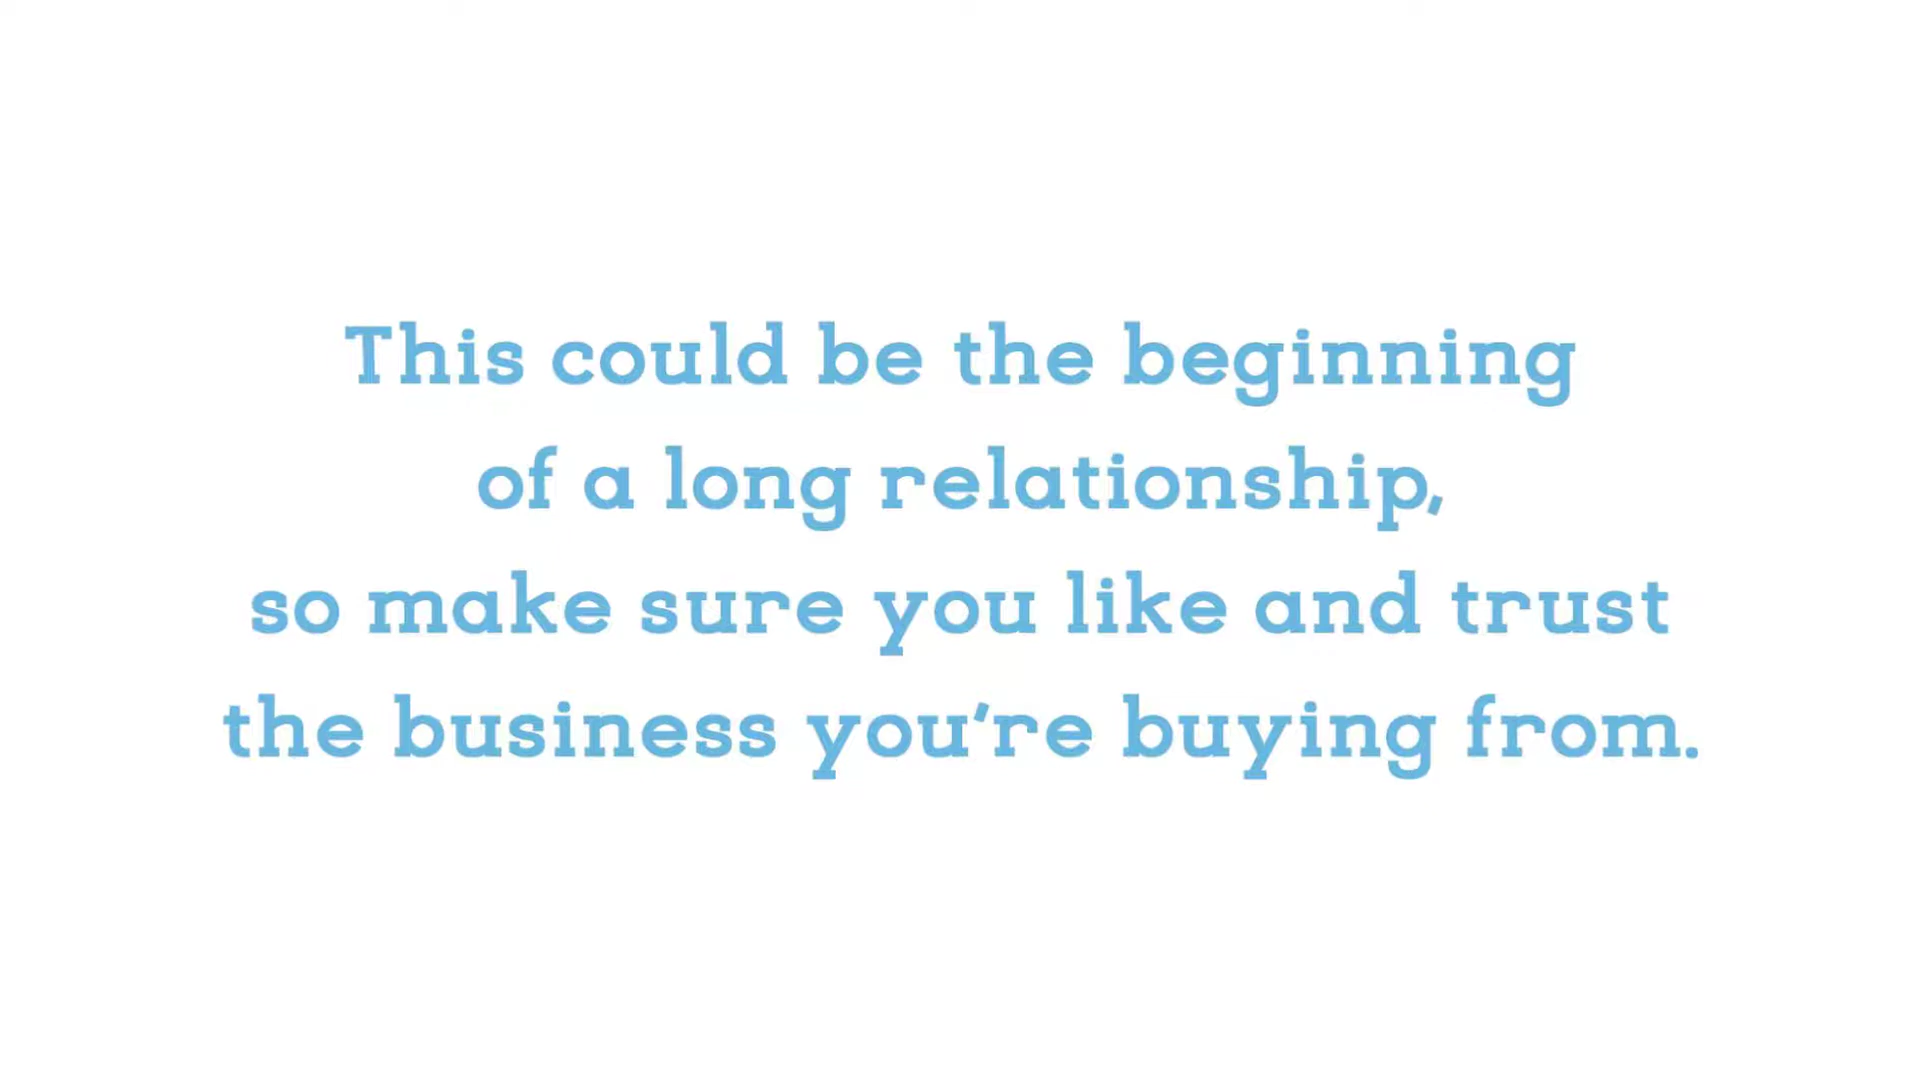 This could be the beginning
of a long relationship,
so make sure you like and trust
the business you’re buying from.